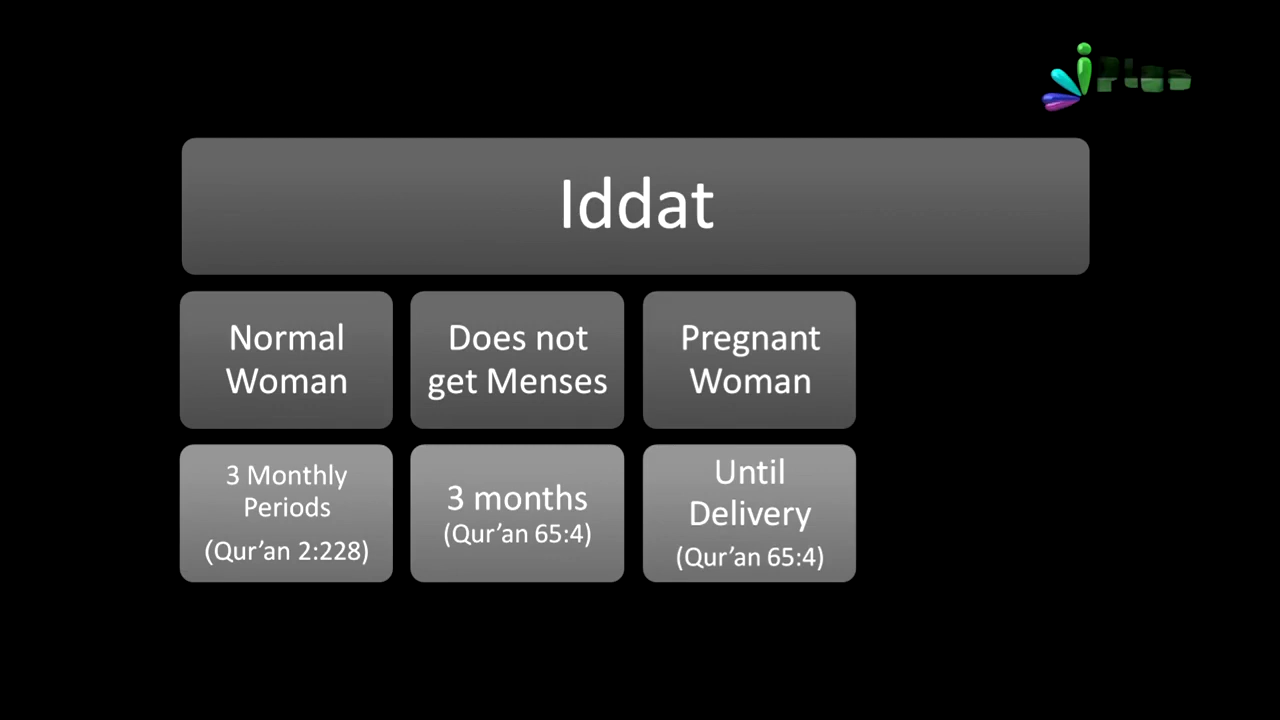 iPlus
Iddat
Normal
Woman
Does not
get Menses
Pregnant
Woman
3 Monthly
Periods
(Qur’an 2:228)
3 months
(Qur’an 65:4)
Until
Delivery
(Qur’an 65:4)